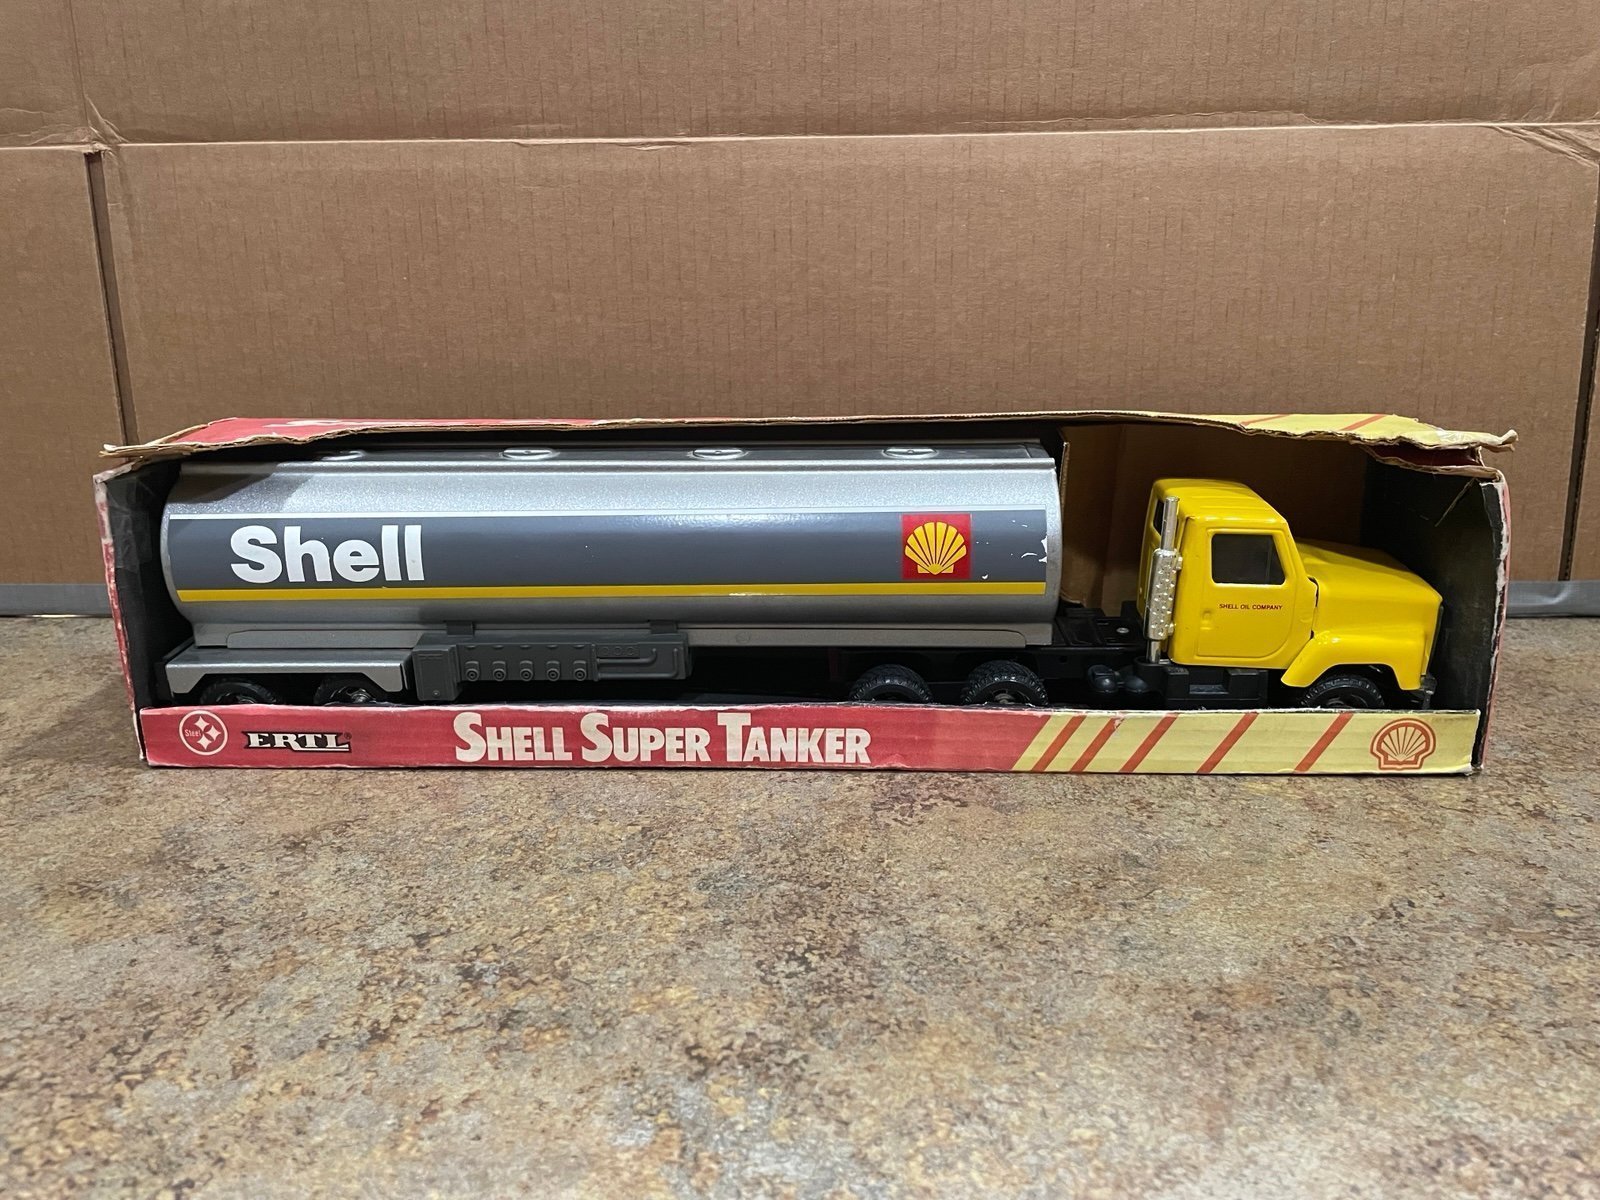 Shell
SHELL OIL COMPANY
Steel
ERTL
SHELL SUPER TANKER